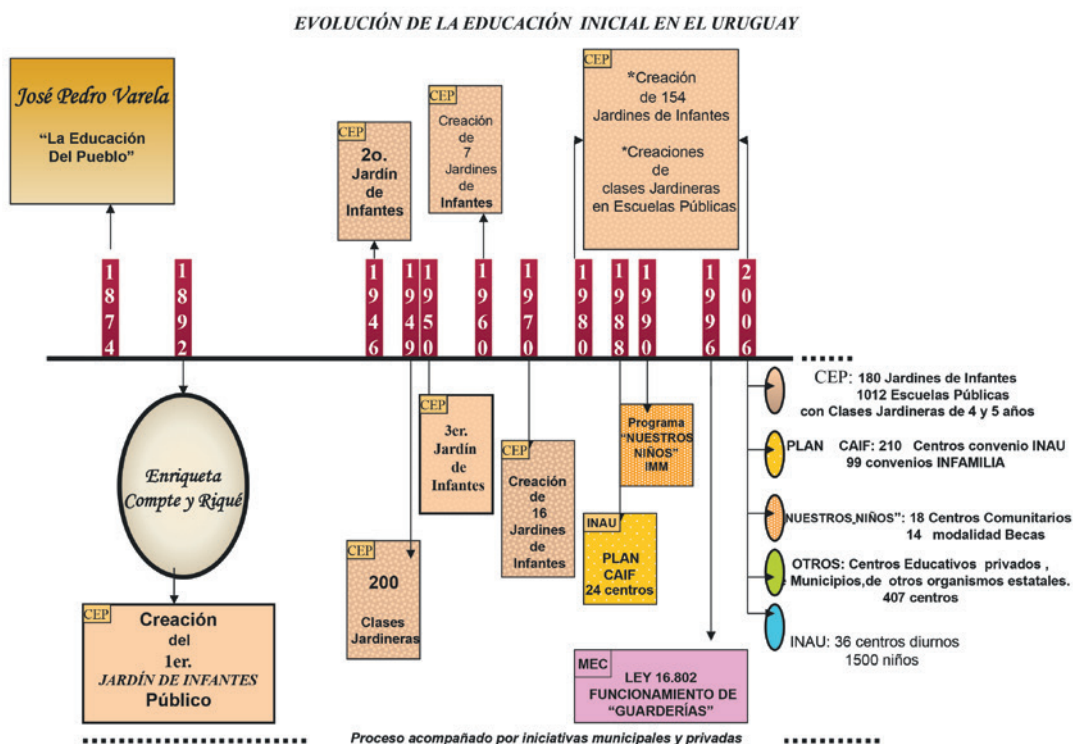 EVOLUCIÓN DE LA EDUCACIÓN INICIAL EN EL URUGUAY
José Pedro Varela
“La Educación
Del Pueblo”
CEP
2o.
Jardín
de
Infantes
CEP
Creación
de
7
Jardines
de
Infantes
CEP
*Creación
de 154
Jardines de Infantes
*Creaciones
de
clases Jardineras
en Escuelas Públicas
1874
1892
1946
1949
1950
1960
1970
1980
1988
1990
1996
2006
Enriqueta
Compte y Riqué
CEP
Creación
del
1er.
JARDÍN DE INFANTES
Público
CEP
200
Clases
Jardineras
CEP
3er.
Jardín
de
Infantes
CEP
Creación
de
16
Jardines
de
Infantes
INAU
PLAN
CAIF
24 centros
Programa
“NUESTROS
NIÑOS”
IMM
MEC
LEY 16.802
FUNCIONAMIENTO DE
“GUARDERÍAS”
CEP: 180 Jardines de Infantes
1012 Escuelas Públicas
con Clases Jardineras de 4 y 5 años
PLAN CAIF: 210 Centros convenio INAU
99 convenios INFAMILIA
NUESTROS NIÑOS”: 18 Centros Comunitarios
14 modalidad Becas
OTROS: Centros Educativos privados ,
Municipios,de otros organismos estatales.
407 centros
INAU: 36 centros diurnos
1500 niños
Proceso acompañado por iniciativas municipales y privadas